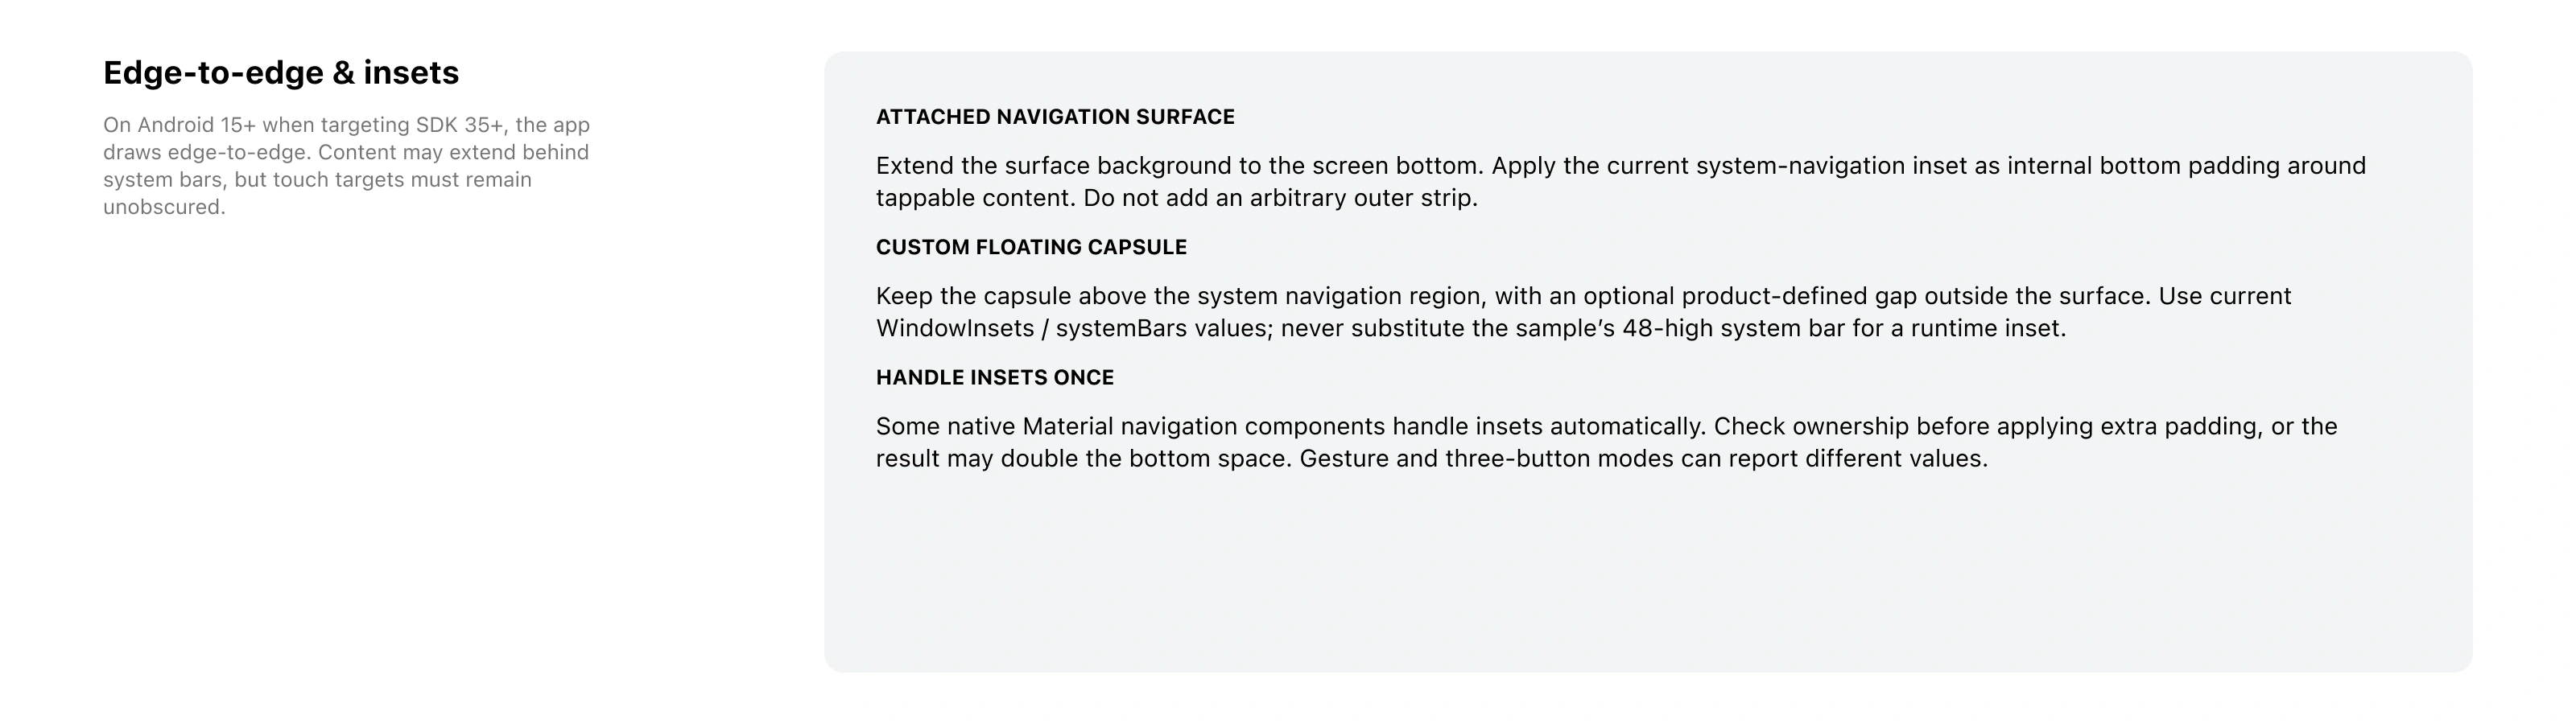 Edge-to-edge & insets
On Android 15+ when targeting SDK 35+, the app
draws edge-to-edge. Content may extend behind
system bars, but touch targets must remain
unobscured.
ATTACHED NAVIGATION SURFACE
Extend the surface background to the screen bottom. Apply the current system-navigation inset as internal bottom padding around
tappable content. Do not add an arbitrary outer strip.
CUSTOM FLOATING CAPSULE
Keep the capsule above the system navigation region, with an optional product-defined gap outside the surface. Use current
WindowInsets / systemBars values; never substitute the sample’s 48-high system bar for a runtime inset.
HANDLE INSETS ONCE
Some native Material navigation components handle insets automatically. Check ownership before applying extra padding, or the
result may double the bottom space. Gesture and three-button modes can report different values.